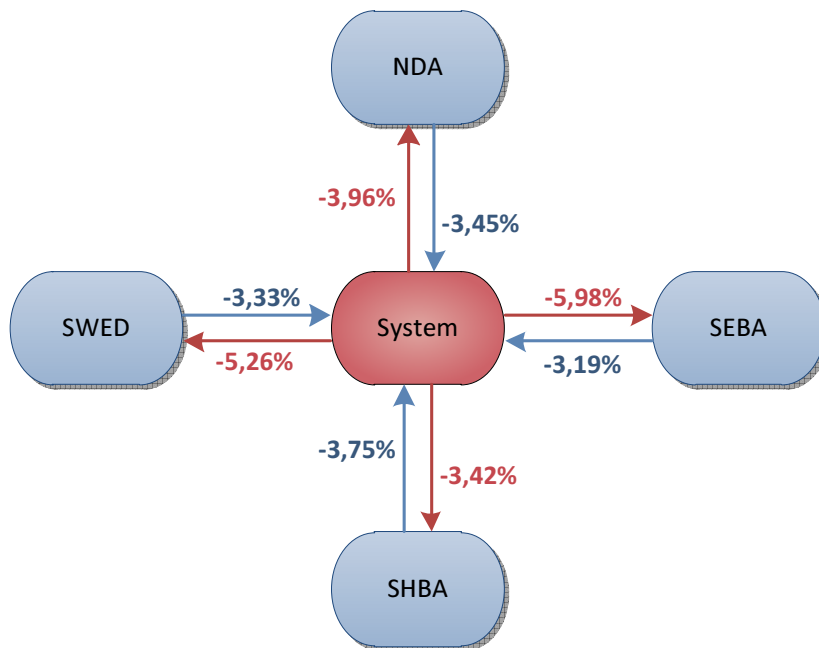 NDA
-3,96%
-3,45%
SWED
-3,33%
-5,26%
System
-5,98%
-3,19%
SEBA
-3,75%
-3,42%
SHBA